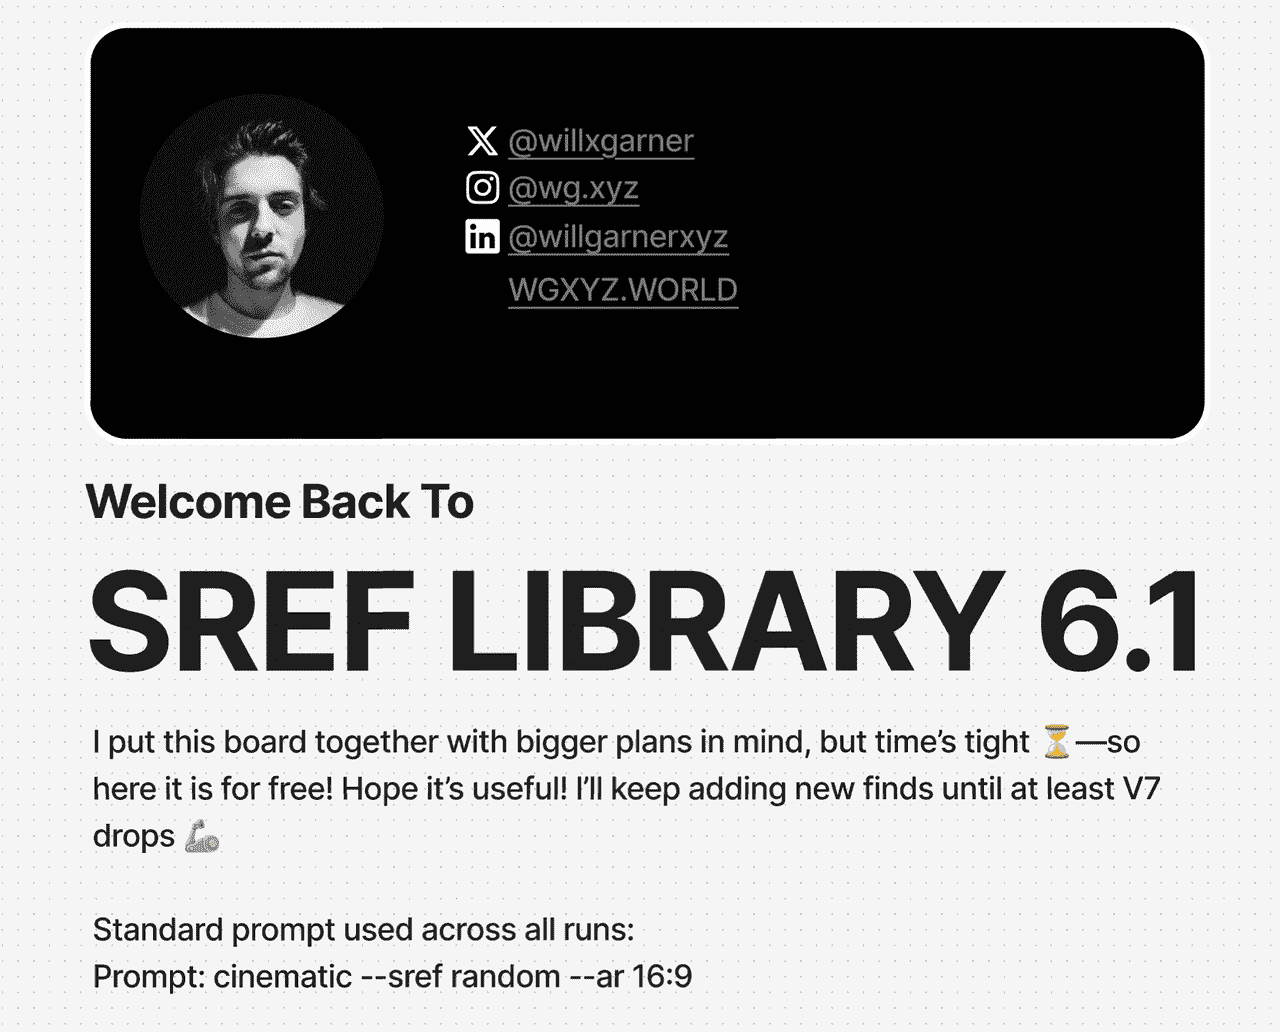 @willxgarner
@wg.xyz
in @willgarnerxyz
WGXYZ.WORLD
Welcome Back To
SREF LIBRARY 6.1
I put this board together with bigger plans in mind, but time’s tight ⏳—so
here it is for free! Hope it’s useful! I’ll keep adding new finds until at least V7
drops 🦾
Standard prompt used across all runs:
Prompt: cinematic --sref random --ar 16:9